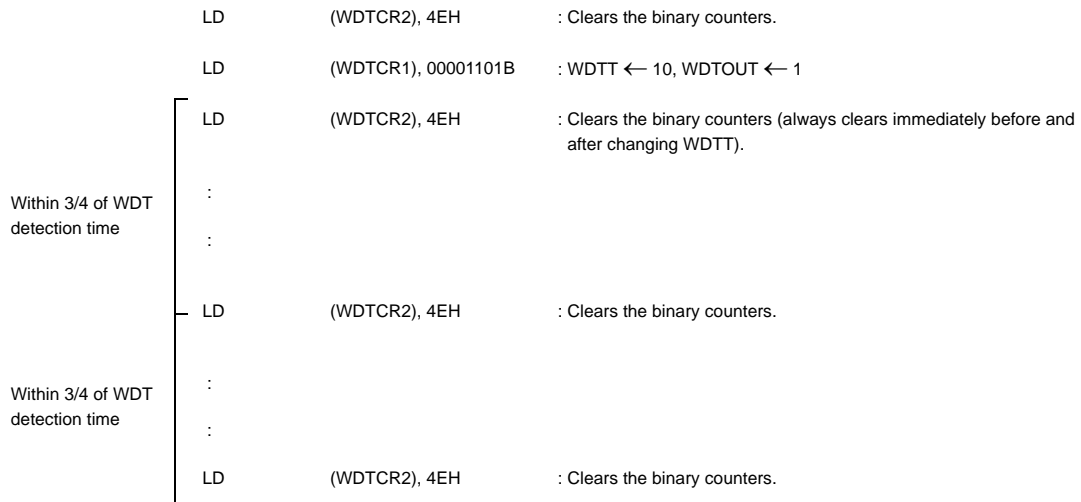 LD (WDTCR2), 4EH : Clears the binary counters.
LD (WDTCR1), 00001101B : WDTT ← 10, WDTOUT ← 1
LD (WDTCR2), 4EH : Clears the binary counters (always clears immediately before and
after changing WDTT).
Within 3/4 of WDT :
detection time
:
LD (WDTCR2), 4EH : Clears the binary counters.
Within 3/4 of WDT :
detection time
:
LD (WDTCR2), 4EH : Clears the binary counters.